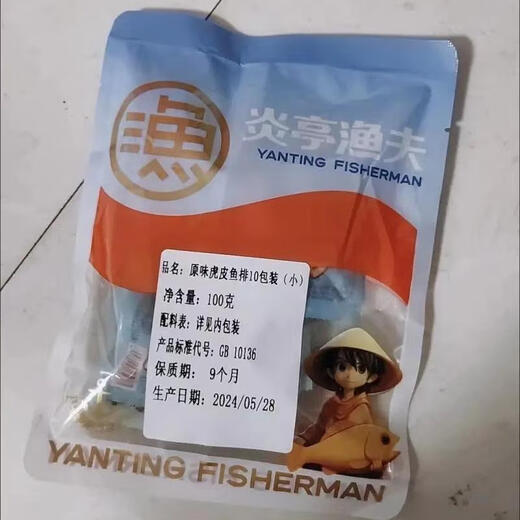 渔
炎亭渔夫
YANTING FISHERMAN
品名：原味虎皮鱼排10包装（小）
净含量：100克
配料表：详见内包装
产品标准代号：GB 10136
保质期：9个月
生产日期：2024/05/28
YANTING FISHERMAN